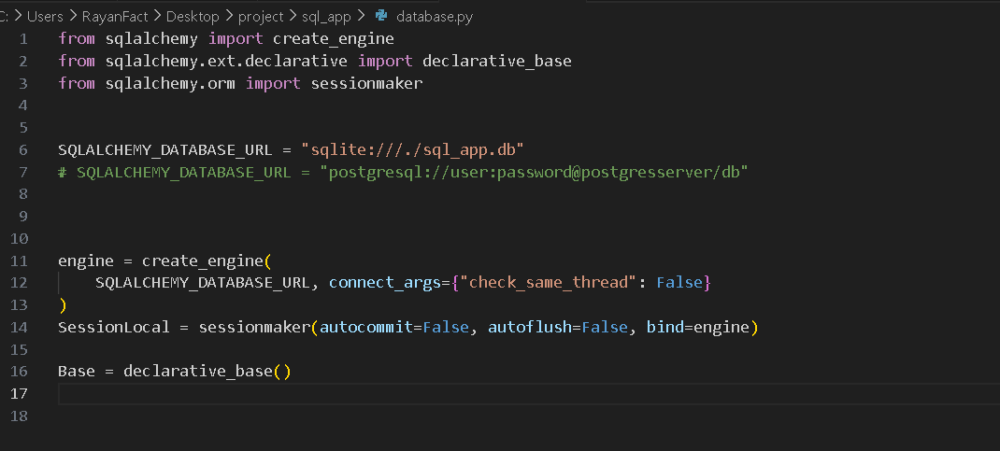 C: > Users > RayanFact > Desktop > project > sql_app > database.py
1 from sqlalchemy import create_engine
2 from sqlalchemy.ext.declarative import declarative_base
3 from sqlalchemy.orm import sessionmaker
4
5
6 SQLALCHEMY_DATABASE_URL = "sqlite:///./sql_app.db"
7 # SQLALCHEMY_DATABASE_URL = "postgresql://user:password@postgresserver/db"
8
9
10
11 engine = create_engine(
12     SQLALCHEMY_DATABASE_URL, connect_args={"check_same_thread": False}
13 )
14 SessionLocal = sessionmaker(autocommit=False, autoflush=False, bind=engine)
15
16 Base = declarative_base()
17
18